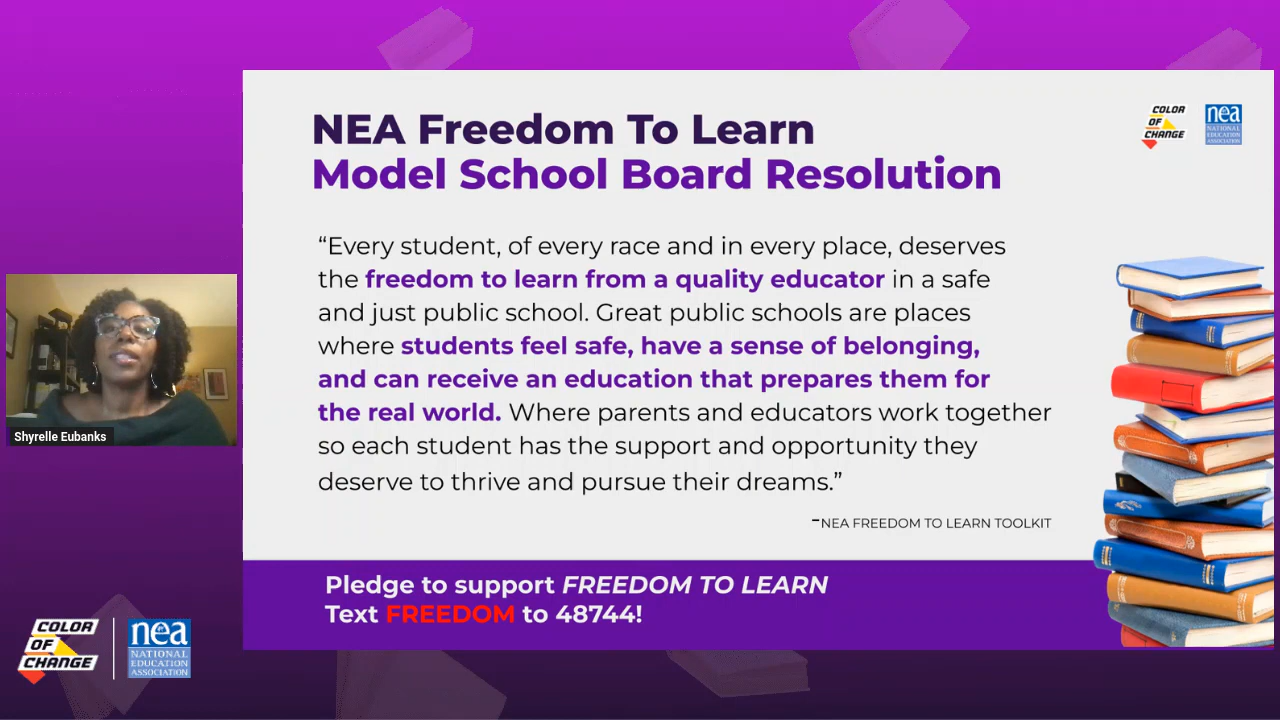 NEA Freedom To Learn
Model School Board Resolution
COLOR
OF
CHANGE
nea
NATIONAL
EDUCATION
ASSOCIATION
“Every student, of every race and in every place, deserves
the freedom to learn from a quality educator in a safe
and just public school. Great public schools are places
where students feel safe, have a sense of belonging,
and can receive an education that prepares them for
the real world. Where parents and educators work together
so each student has the support and opportunity they
deserve to thrive and pursue their dreams.”
-NEA FREEDOM TO LEARN TOOLKIT
Shyrelle Eubanks
Pledge to support FREEDOM TO LEARN
Text FREEDOM to 48744!
COLOR
OF
CHANGE
nea
NATIONAL
EDUCATION
ASSOCIATION